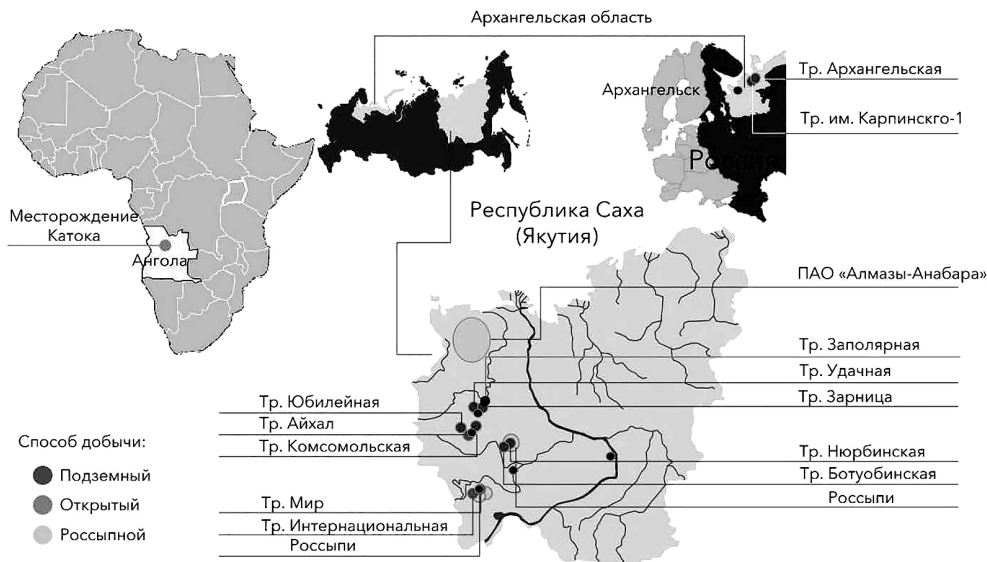 Архангельская область
Тр. Архангельская
Архангельск
Тр. им. Карпинскго-1
Россия
Месторождение
Катока
Ангола
Республика Саха
(Якутия)
ПАО «Алмазы-Анабара»
Тр. Заполярная
Тр. Удачная
Тр. Зарница
Тр. Юбилейная
Тр. Айхал
Тр. Комсомольская
Способ добычи:
Подземный
Открытый
Россыпной
Тр. Нюрбинская
Тр. Ботуобинская
Россыпи
Тр. Мир
Тр. Интернациональная
Россыпи